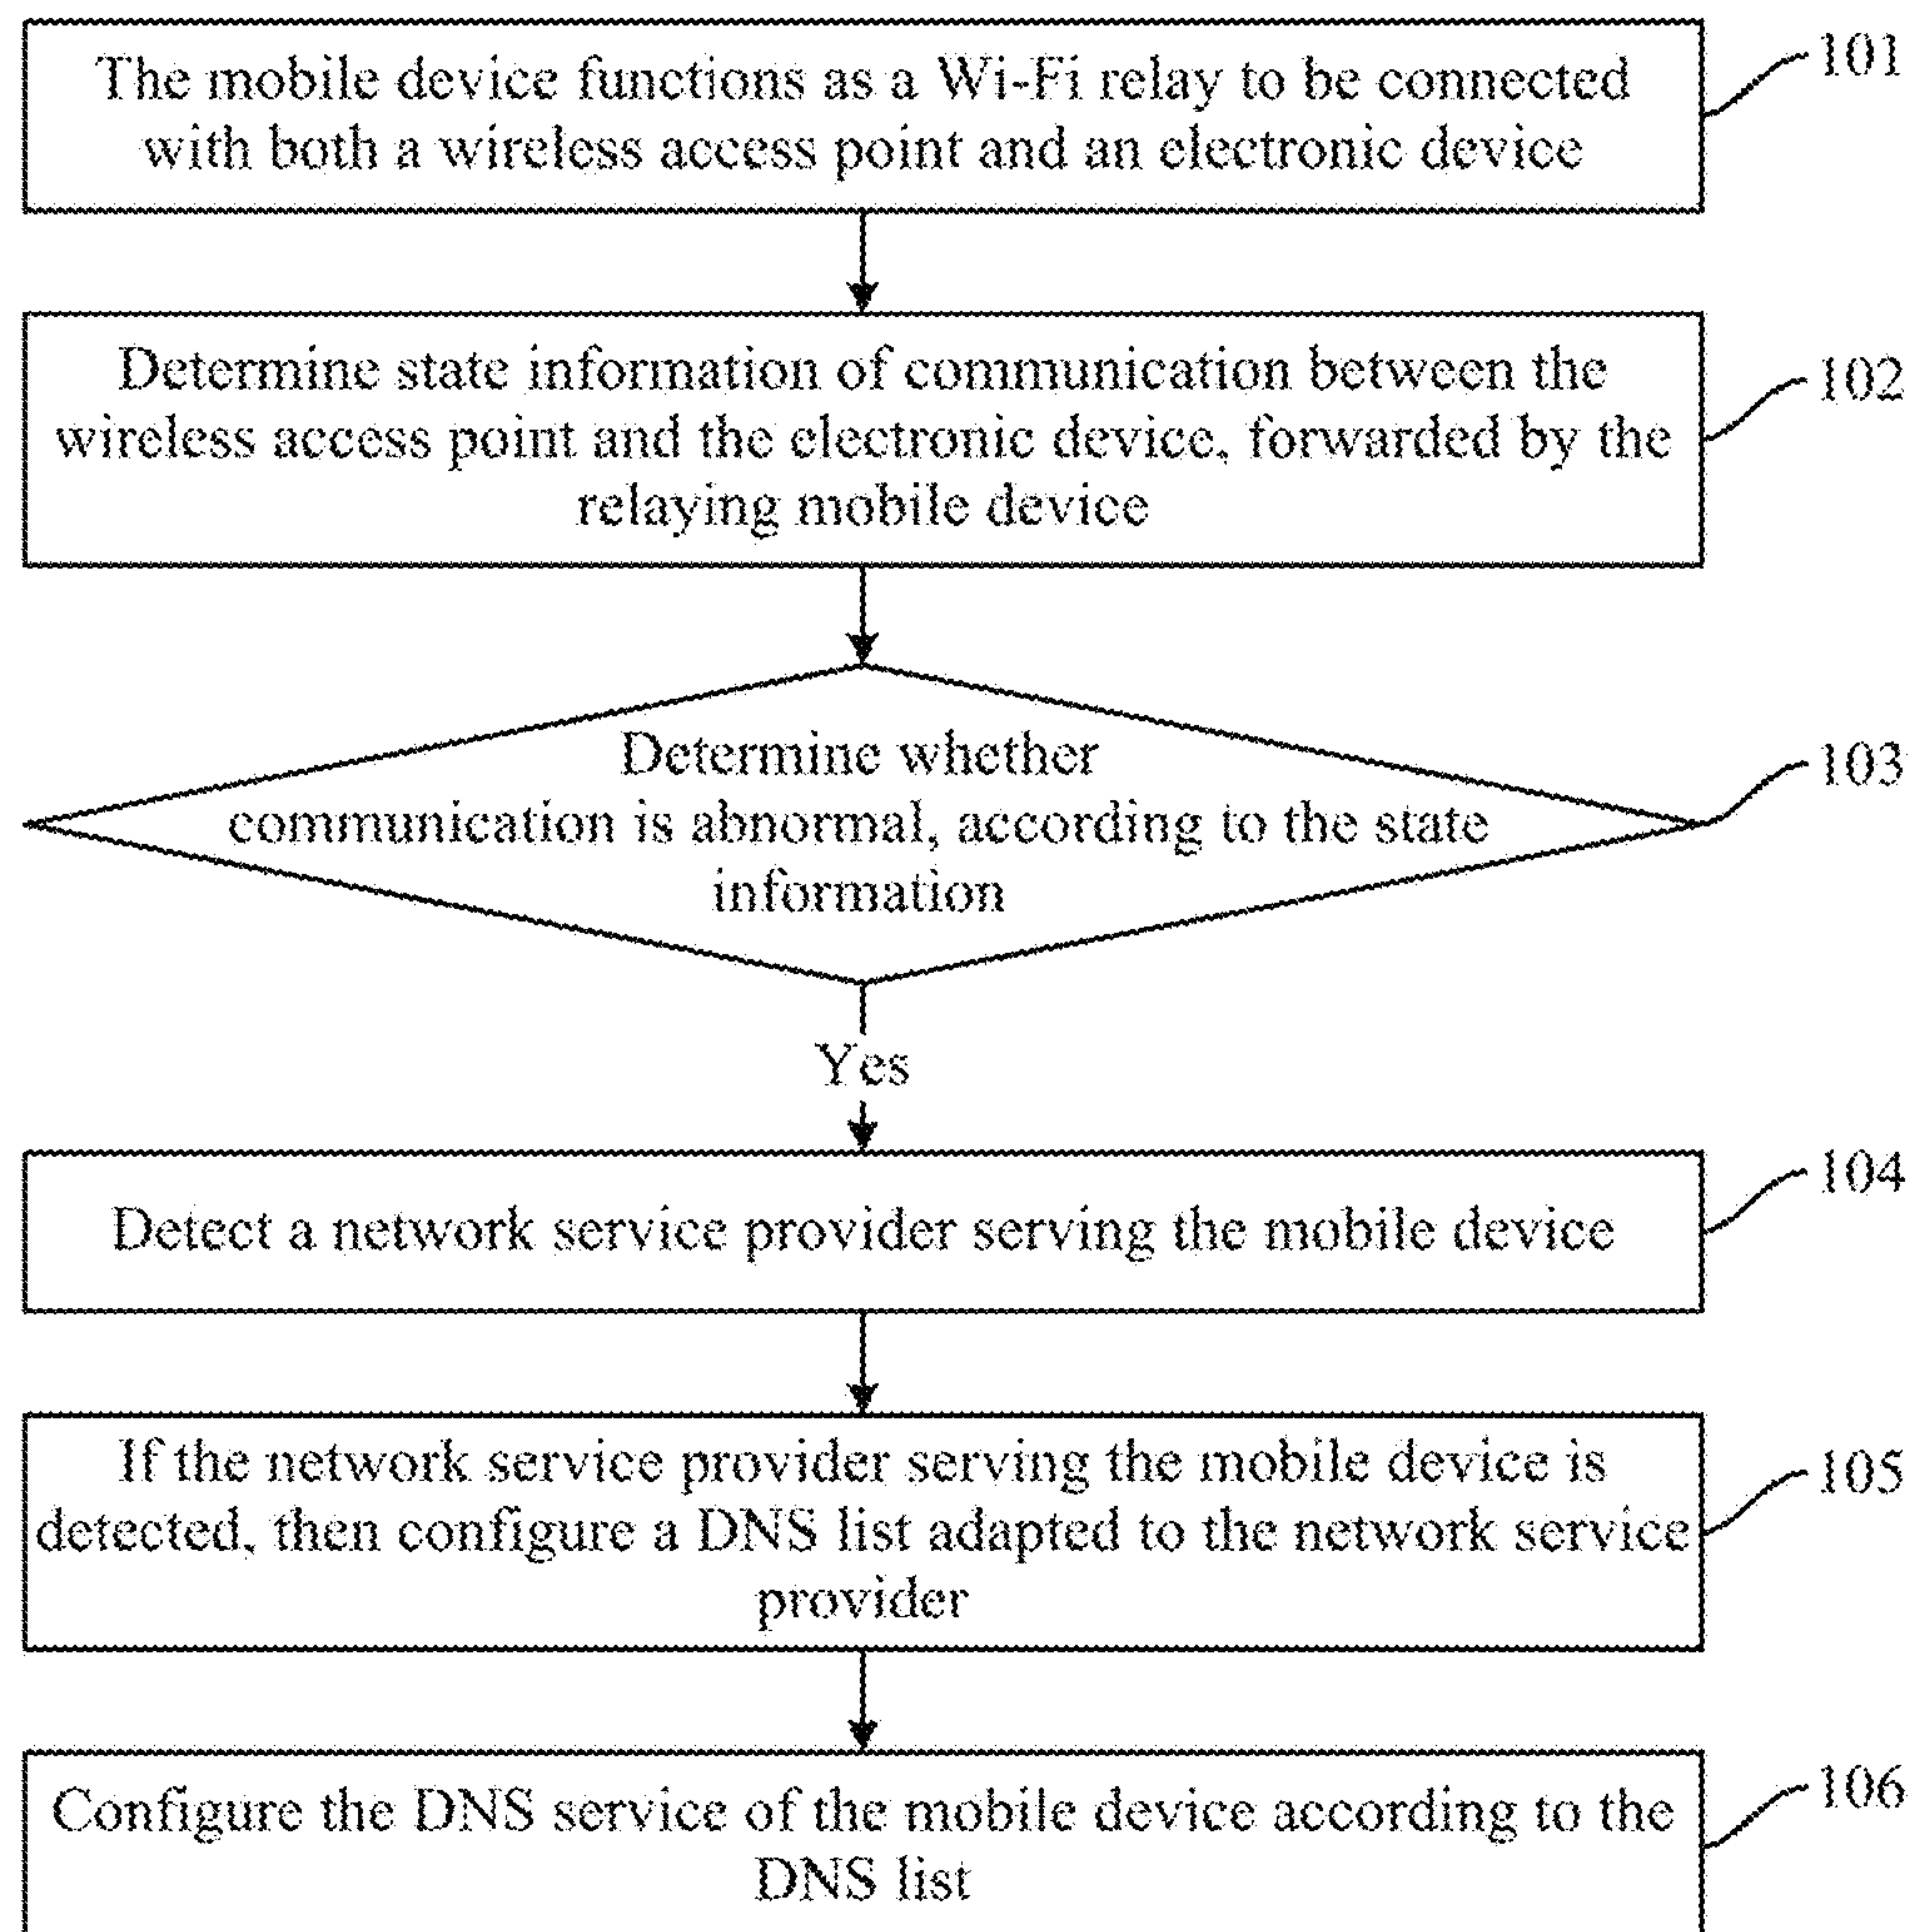 The mobile device functions as a Wi-Fi relay to be connected
with both a wireless access point and an electronic device
101
Determine state information of communication between the
wireless access point and the electronic device, forwarded by the
relaying mobile device
102
Determine whether
communication is abnormal, according to the state
information
103
Yes
Detect a network service provider serving the mobile device
104
If the network service provider serving the mobile device is
detected, then configure a DNS list adapted to the network service
provider
105
Configure the DNS service of the mobile device according to the
DNS list
106